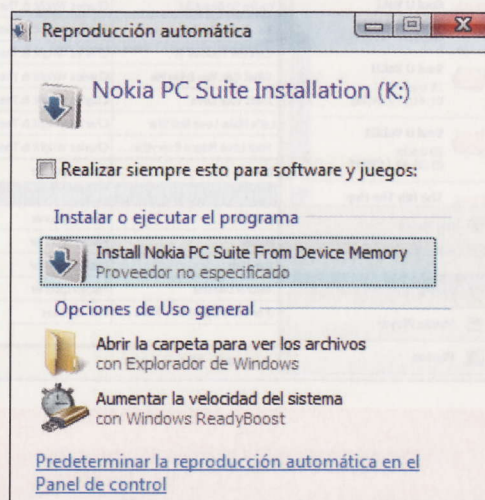 Reproducción automática
Nokia PC Suite Installation (K:)
Realizar siempre esto para software y juegos:
Instalar o ejecutar el programa
Install Nokia PC Suite From Device Memory
Proveedor no especificado
Opciones de Uso general
Abrir la carpeta para ver los archivos
con Explorador de Windows
Aumentar la velocidad del sistema
con Windows ReadyBoost
Predeterminar la reproducción automática en el
Panel de control